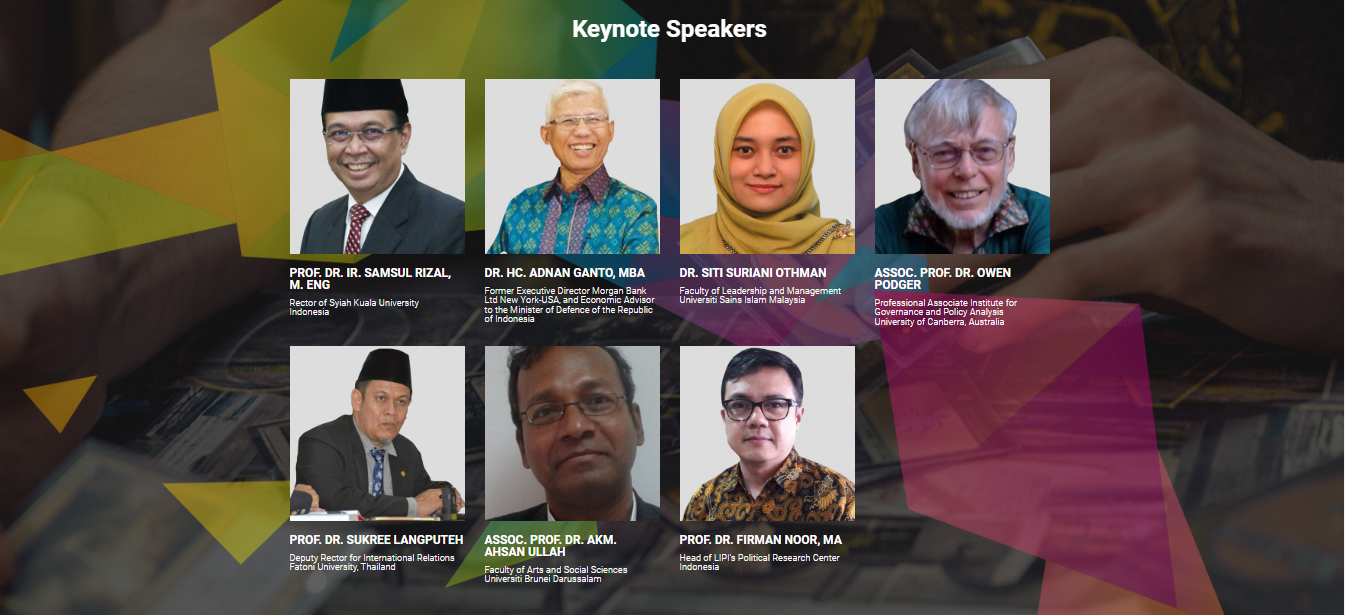 Keynote Speakers
PROF. DR. IR. SAMSUL RIZAL,
M. ENG
Rector of Syiah Kuala University
Indonesia
DR. HC. ADNAN GANTO, MBA
Former Executive Director Morgan Bank
Ltd New York-USA, and Economic Advisor
to the Minister of Defence of the Republic
of Indonesia
DR. SITI SURIANI OTHMAN
Faculty of Leadership and Management
Universiti Sains Islam Malaysia
ASSOC. PROF. DR. OWEN
PODGER
Professional Associate Institute for
Governance and Policy Analysis
University of Canberra, Australia
PROF. DR. SUKREE LANGPUTEH
Deputy Rector for International Relations
Fatoni University, Thailand
ASSOC. PROF. DR. AKM.
AHSAN ULLAH
Faculty of Arts and Social Sciences
Universiti Brunei Darussalam
PROF. DR. FIRMAN NOOR, MA
Head of LIPI's Political Research Center
Indonesia